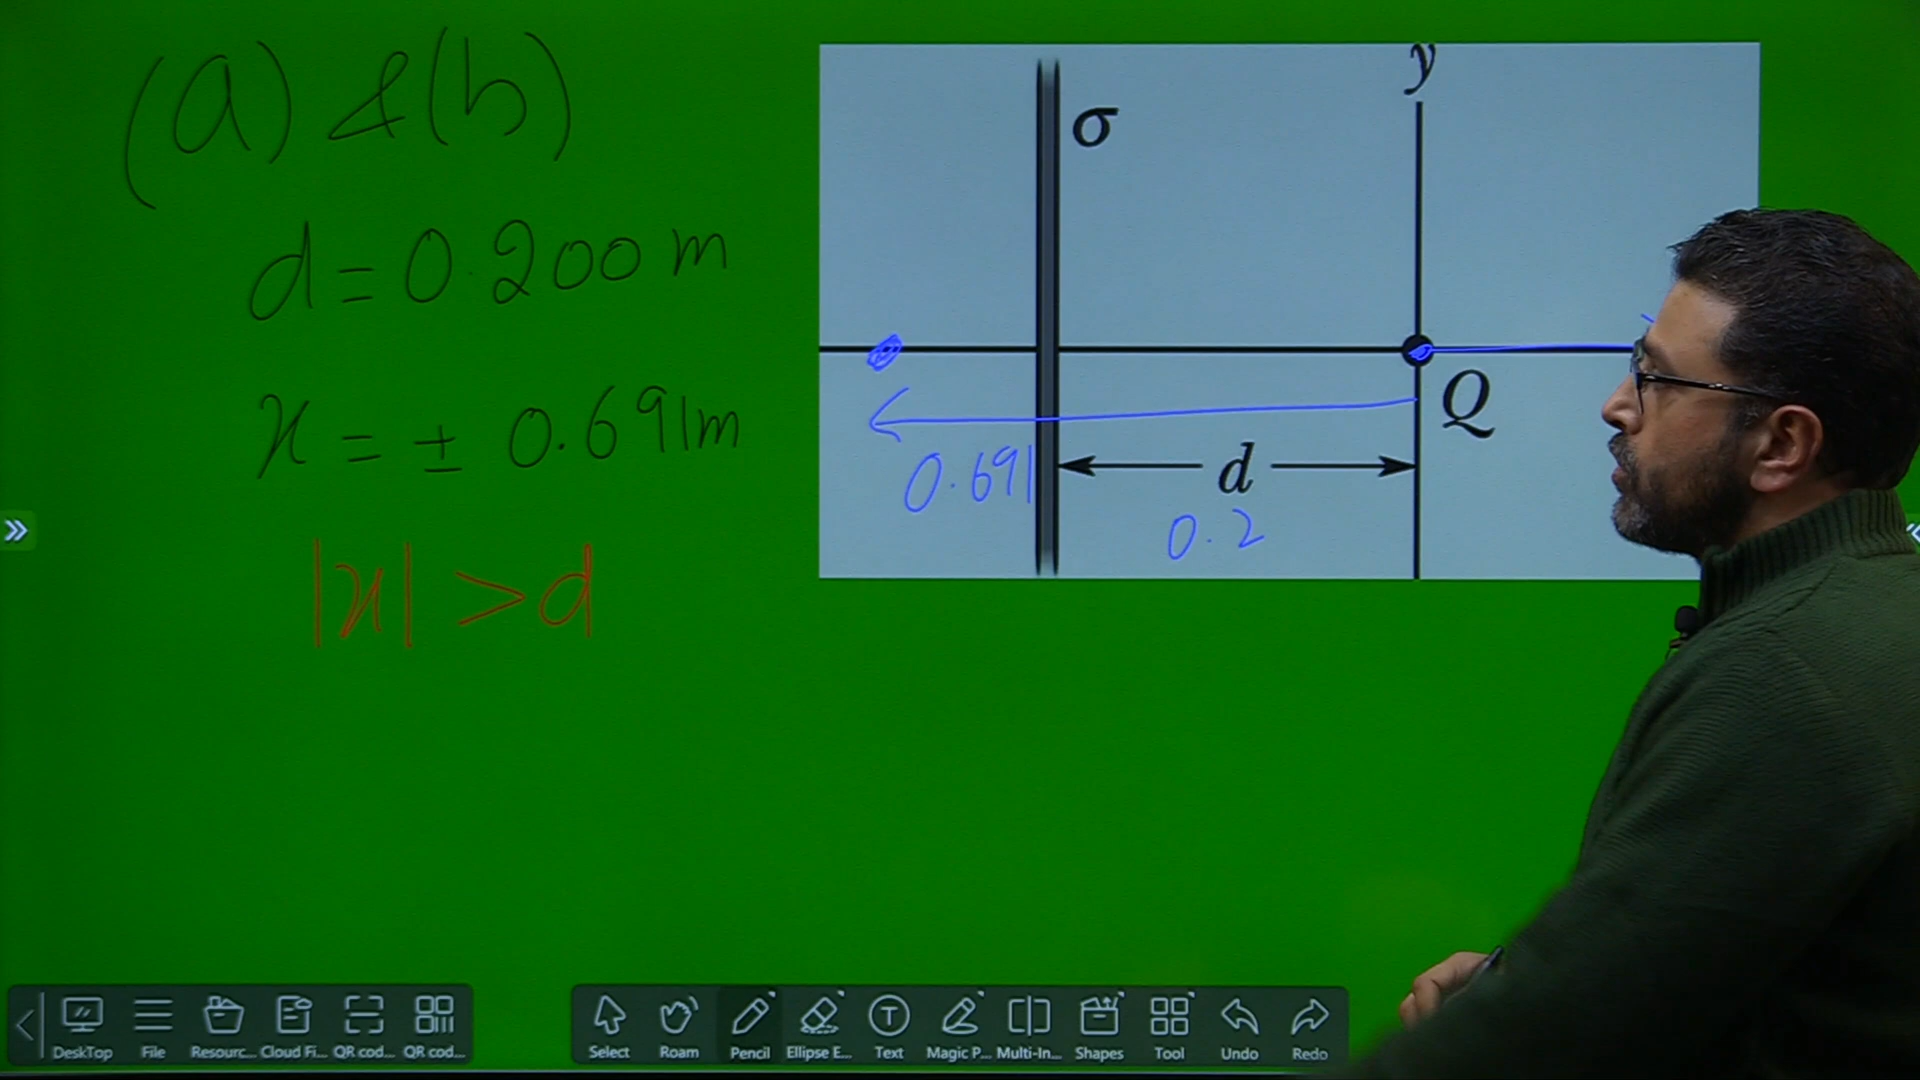 (a) & (b)
d = 0.200 m
x = ± 0.691m
|x| > d
y
σ
Q
0.691
d
0.2
DeskTop File Resourc... Cloud Fi... QR cod... QR cod...
Select Roam Pencil Ellipse E... Text Magic P... Multi-In... Shapes Tool Undo Redo